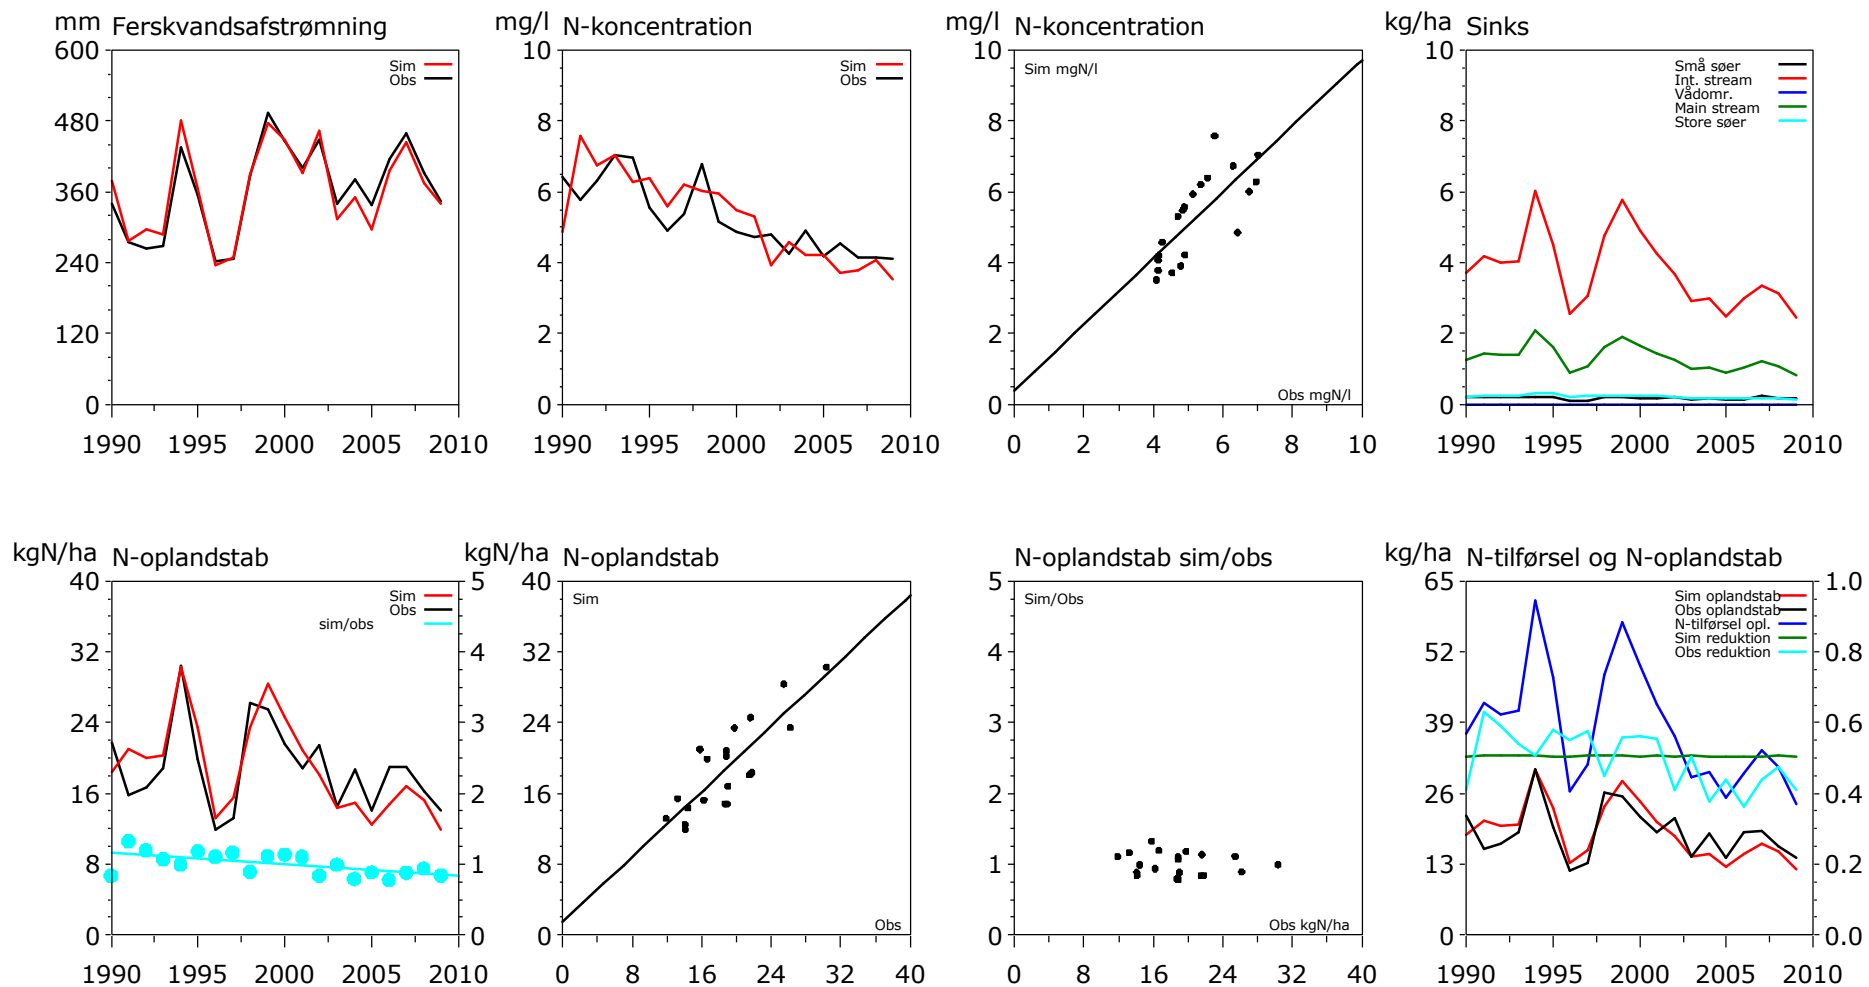 mm Ferskvandsafstrømning
600
480
360
240
120
0
1990 1995 2000 2005 2010
Sim
Obs
mg/l N-koncentration
10
8
6
4
2
0
1990 1995 2000 2005 2010
Sim
Obs
mg/l N-koncentration
10
8
6
4
2
0
0 2 4 6 8 10
Sim mgN/l
Obs mgN/l
kg/ha Sinks
10
8
6
4
2
0
1990 1995 2000 2005 2010
Små søer
Int. stream
Vådomr.
Main stream
Store søer
kgN/ha N-oplandstab
40
32
24
16
8
0
5
4
3
2
1
0
1990 1995 2000 2005 2010
Sim
Obs
sim/obs
kgN/ha N-oplandstab
40
32
24
16
8
0
0 8 16 24 32 40
Sim
Obs
N-oplandstab sim/obs
5
4
3
2
1
0
0 8 16 24 32 40
Sim/Obs
Obs kgN/ha
kg/ha N-tilførsel og N-oplandstab
65
52
39
26
13
0
1.0
0.8
0.6
0.4
0.2
0.0
1990 1995 2000 2005 2010
Sim oplandstab
Obs oplandstab
N-tilførsel opl.
Sim reduktion
Obs reduktion